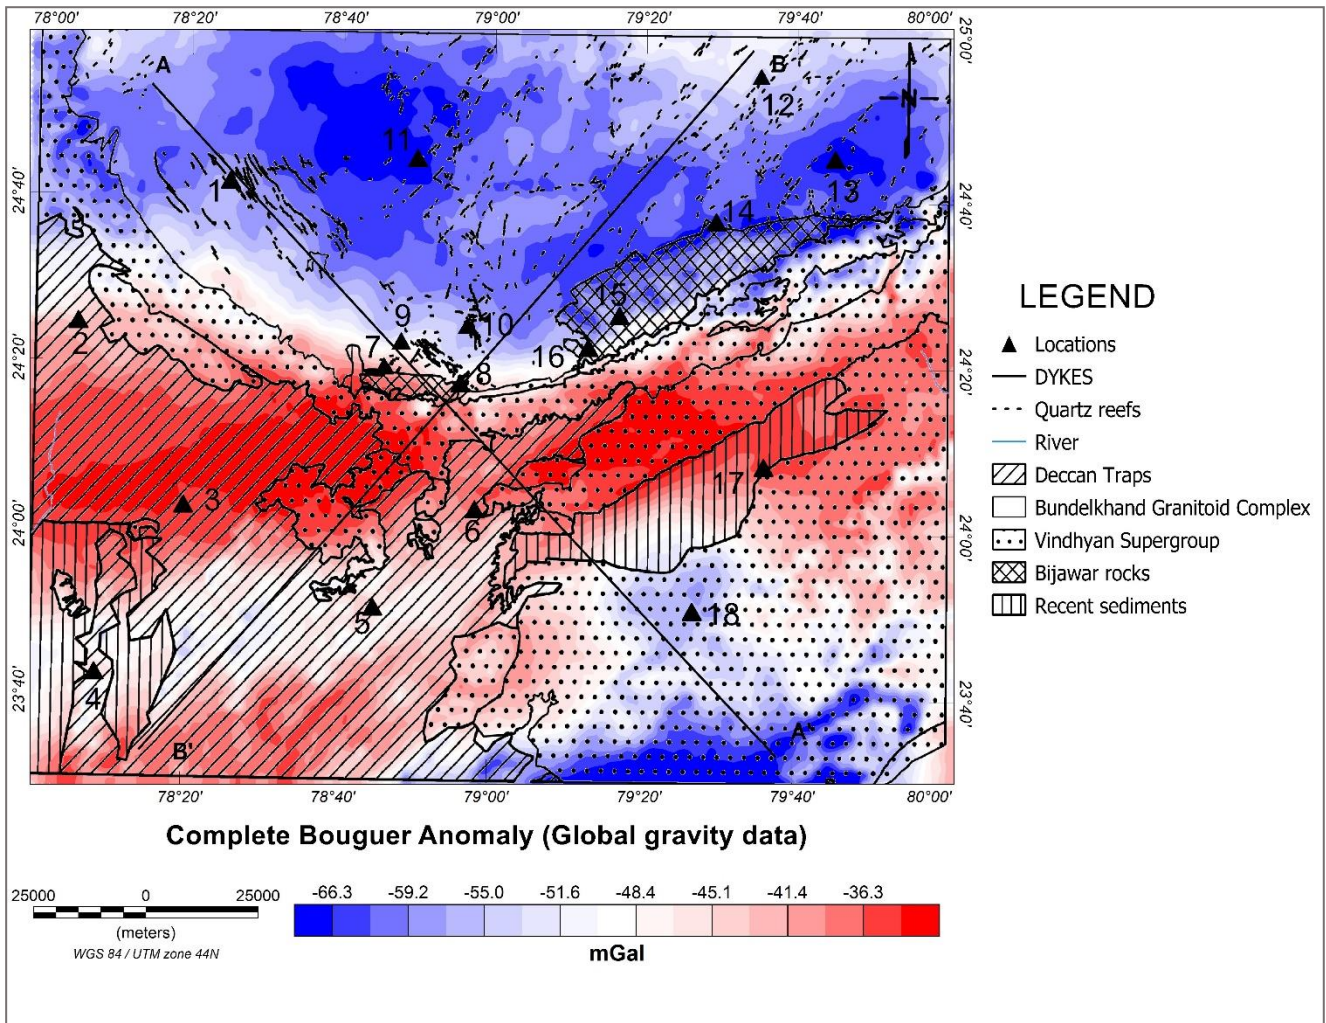 78°00' 78°20' 78°40' 79°00' 79°20' 79°40' 80°00'
25°00'
A
B
N
12
11
13
1
24°40'
24°40'
14
15
9
10
2
7
16
8
24°20'
24°20'
17
3
6
24°00'
24°00'
5
18
4
23°40'
23°40'
A'
B'
78°20' 78°40' 79°00' 79°20' 79°40' 80°00'
LEGEND
Locations
DYKES
Quartz reefs
River
Deccan Traps
Bundelkhand Granitoid Complex
Vindhyan Supergroup
Bijawar rocks
Recent sediments
Complete Bouguer Anomaly (Global gravity data)
25000 0 25000
(meters)
WGS 84 / UTM zone 44N
-66.3 -59.2 -55.0 -51.6 -48.4 -45.1 -41.4 -36.3
mGal